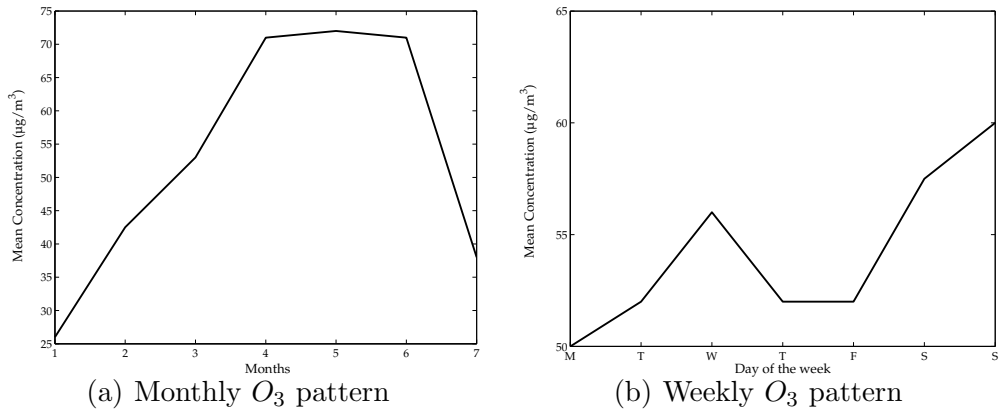 75
70
65
60
55
50
45
40
35
30
25
Mean Concentration (µg/m³)
1 2 3 4 5 6 7
Months
(a) Monthly O₃ pattern
65
60
55
50
Mean Concentration (µg/m³)
M T W T F S S
Day of the week
(b) Weekly O₃ pattern